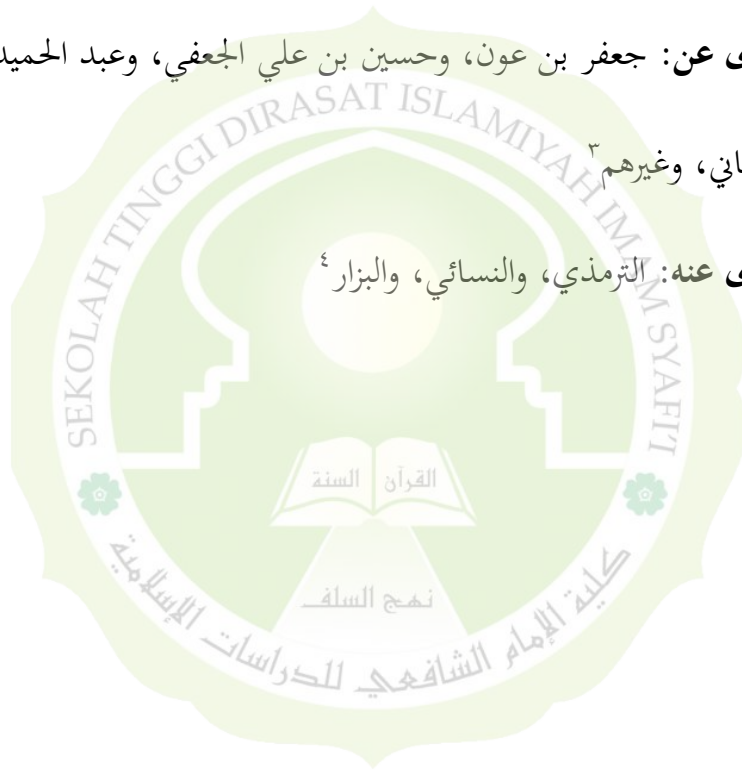 ى عن: جعفر بن عون، وحسين بن علي الجعفي، وعبد الحميد
اني، وغيرهم٣
ى عنه: الترمذي، والنسائي، والبزار٤
SEKOLAH TINGGI DIRASAT ISLAMIYAH IMAM SYAFI'I
القرآن السنة
نهج السلف
كلية الإمام الشافعي للدراسات الإسلامية